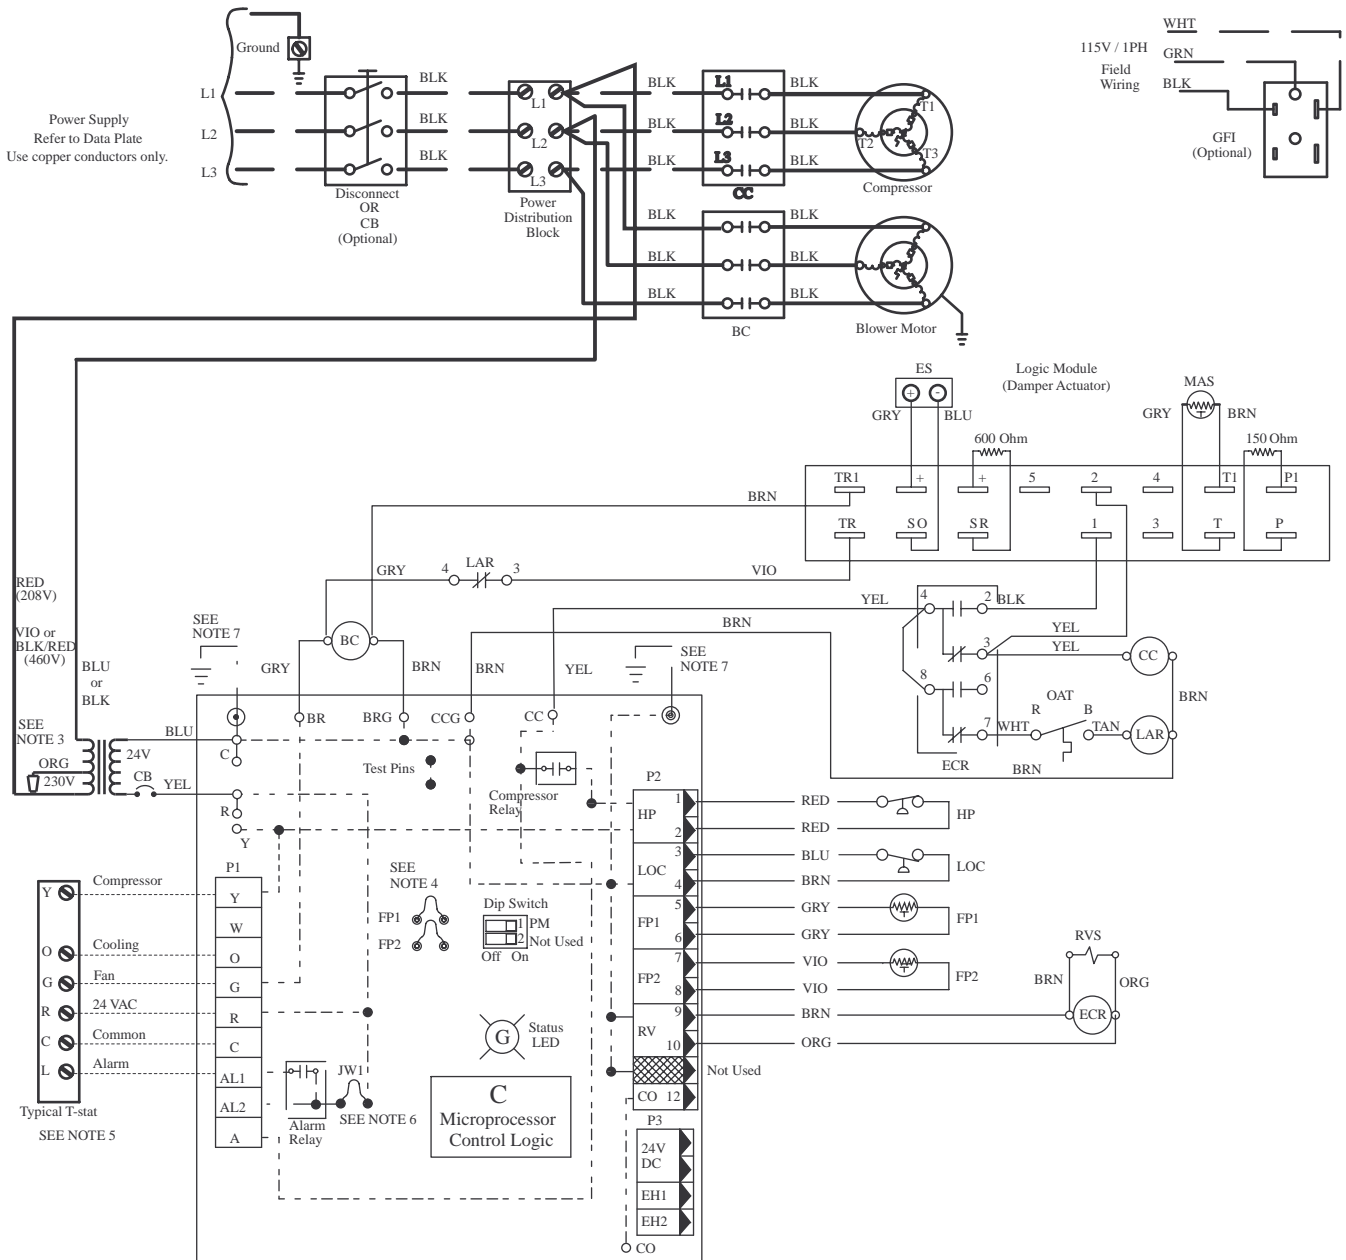 Ground
L1
L2
L3
Power Supply
Refer to Data Plate
Use copper conductors only.
BLK
BLK
BLK
Disconnect
OR
CB
(Optional)
L1
L2
L3
Power
Distribution
Block
BLK
BLK
BLK
L1
L2
L3
CC
BLK
BLK
BLK
T1
T2
T3
Compressor
BLK
BLK
BLK
BC
BLK
BLK
BLK
Blower Motor
WHT
115V / 1PH
GRN
Field
Wiring
BLK
GFI
(Optional)
ES
+
-
GRY
BLU
Logic Module
(Damper Actuator)
MAS
GRY
BRN
600 Ohm
150 Ohm
TR1
+
+
5
2
4
T1
P1
TR
SO
SR
1
3
T
P
BRN
GRY
4
LAR
3
VIO
RED
(208V)
VIO or
BLK/RED
(460V)
BLU
or
BLK
SEE
NOTE 3
ORG
230V
24V
CB
BLU
YEL
SEE
NOTE 7
BC
GRY
BRN
BRN
YEL
SEE
NOTE 7
YEL
BRN
4
2
BLK
3
YEL
YEL
CC
8
6
OAT
BRN
7
WHT
R
B
TAN
LAR
ECR
BRN
BR
BRG
CCG
CC
C
R
Y
Test Pins
Compressor
Relay
P2
HP
1
2
LOC
3
4
FP1
5
6
FP2
7
8
RV
9
10
Not Used
CO
12
P3
24V
DC
EH1
EH2
CO
RED
RED
HP
BLU
BRN
LOC
GRY
GRY
FP1
VIO
VIO
FP2
BRN
ORG
RVS
BRN
ORG
ECR
P1
Y
W
O
G
R
C
AL1
AL2
A
Y
Compressor
O
Cooling
G
Fan
R
24 VAC
C
Common
L
Alarm
Typical T-stat
SEE NOTE 5
SEE
NOTE 4
FP1
FP2
Dip Switch
1
PM
2
Not Used
Off
On
G
Status
LED
JW1
SEE NOTE 6
Alarm
Relay
C
Microprocessor
Control Logic